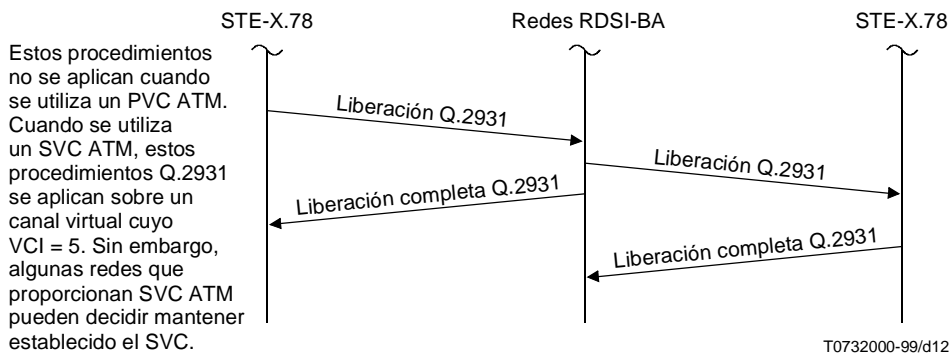 STE-X.78
Redes RDSI-BA
STE-X.78
Estos procedimientos
no se aplican cuando
se utiliza un PVC ATM.
Cuando se utiliza
un SVC ATM, estos
procedimientos Q.2931
se aplican sobre un
canal virtual cuyo
VCI = 5. Sin embargo,
algunas redes que
proporcionan SVC ATM
pueden decidir mantener
establecido el SVC.
Liberación Q.2931
Liberación Q.2931
Liberación completa Q.2931
Liberación completa Q.2931
T0732000-99/d12